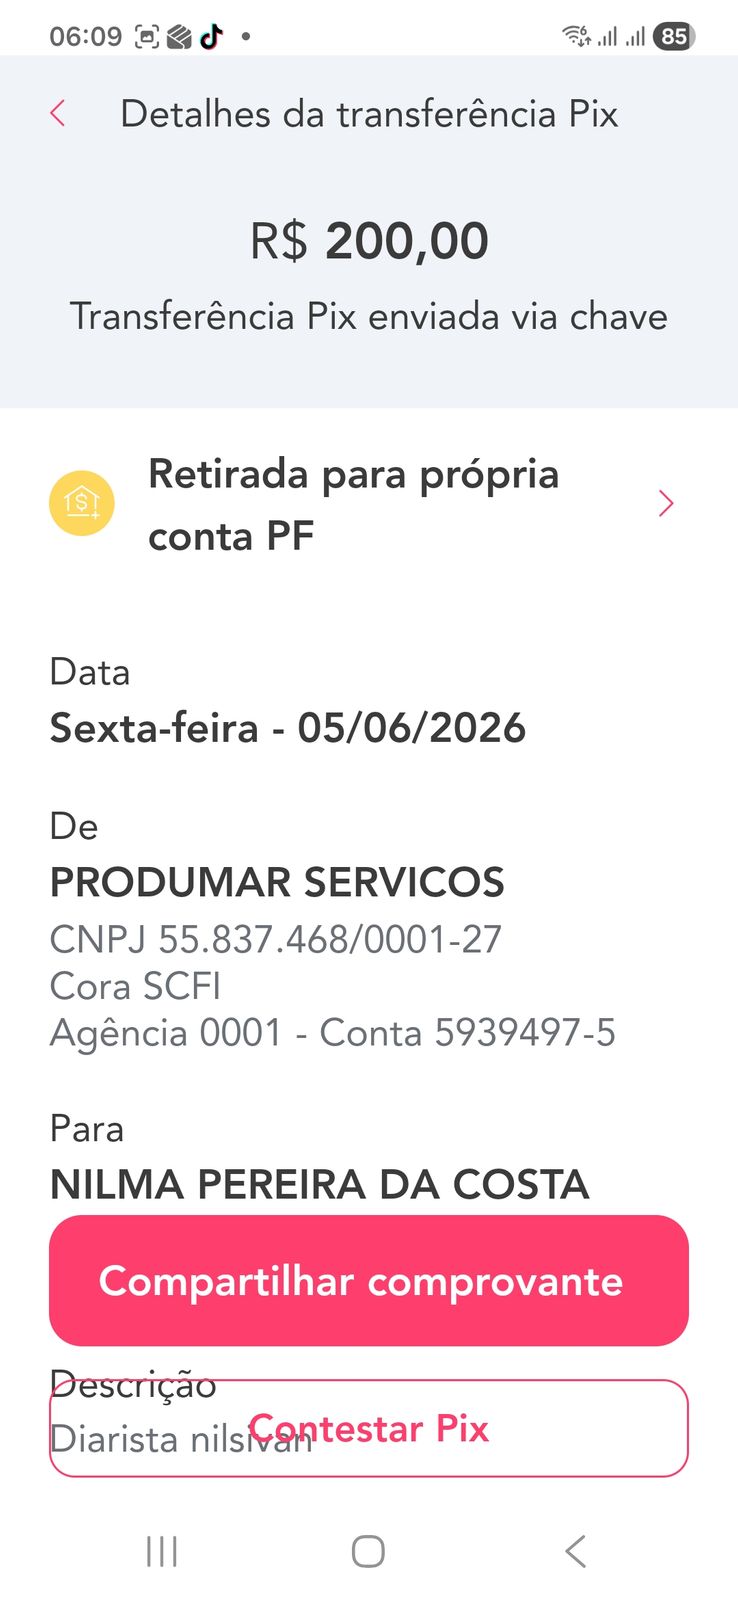 06:09
85
Detalhes da transferência Pix
R$ 200,00
Transferência Pix enviada via chave
Retirada para própria
conta PF
Data
Sexta-feira - 05/06/2026
De
PRODUMAR SERVICOS
CNPJ 55.837.468/0001-27
Cora SCFI
Agência 0001 - Conta 5939497-5
Para
NILMA PEREIRA DA COSTA
Compartilhar comprovante
Descrição
Diarista nilsivan
Contestar Pix